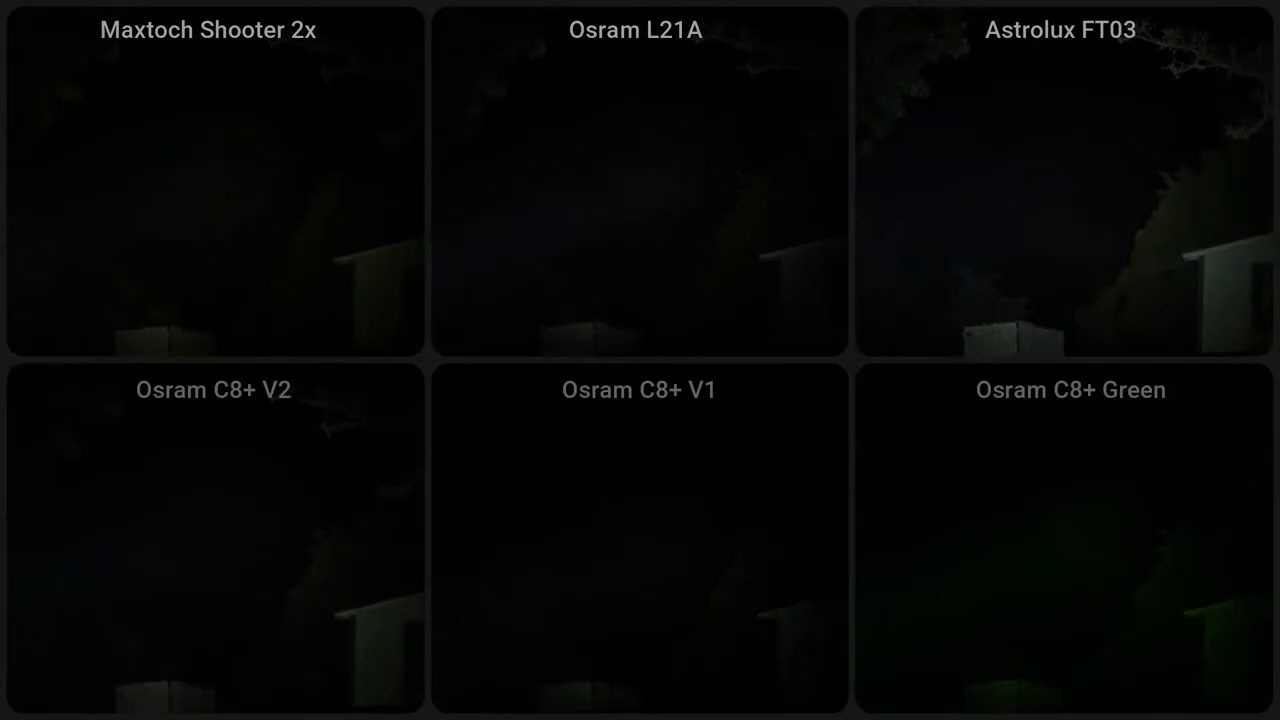 Maxtoch Shooter 2x
Osram L21A
Astrolux FT03
Osram C8+ V2
Osram C8+ V1
Osram C8+ Green